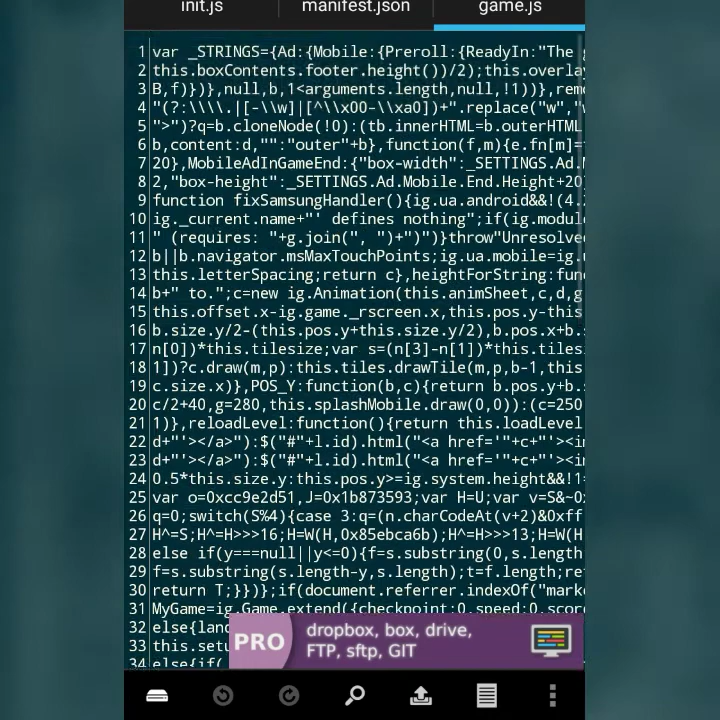 init.js
manifest.json
game.js
1 var _STRINGS={Ad:{Mobile:{Preroll:{ReadyIn:"The
2 this.boxContents.footer.height())/2);this.overla
3 B,f)})},null,b,1<arguments.length,null,!1))},rem
4 "(?:\\\\.|[-\\w]|[^\\x00-\\xa0])+".replace("w","
5 ">")?q=b.cloneNode(!0):(tb.innerHTML=b.outerHTML
6 b,content:d,"":"outer"+b},function(f,m){e.fn[m]=
7 20},MobileAdInGameEnd:{"box-width":_SETTINGS.Ad.M
8 2,"box-height":_SETTINGS.Ad.Mobile.End.Height+20
9 function fixSamsungHandler(){ig.ua.android&&!(4.
10 ig._current.name+"' defines nothing";if(ig.modul
11 " (requires: "+g.join(", ")+")")}throw"Unresolve
12 b||b.navigator.msMaxTouchPoints;ig.ua.mobile=ig.u
13 this.letterSpacing;return c},heightForString:fun
14 b+" to.";c=new ig.Animation(this.animSheet,c,d,g
15 this.offset.x-ig.game._rscreen.x,this.pos.y-this
16 b.size.y/2-(this.pos.y+this.size.y/2),b.pos.x+b.
17 n[0])*this.tilesize;var s=(n[3]-n[1])*this.tiles
18 1])?c.draw(m,p):this.tiles.drawTile(m,p,b-1,this
19 c.size.x)},POS_Y:function(b,c){return b.pos.y+b.
20 c/2+40,g=280,this.splashMobile.draw(0,0)):(c=250
21 1)},reloadLevel:function(){return this.loadLevel
22 d+"'></a>"):$("#"+l.id).html("<a href='"+c+"'><i
23 d+"'></a>"):$("#"+l.id).html("<a href='"+c+"'><i
24 0.5*this.size.y:this.pos.y>=ig.system.height&&!1
25 var o=0xcc9e2d51,J=0x1b873593;var H=U;var v=S&~0
26 q=0;switch(S%4){case 3:q=(n.charCodeAt(v+2)&0xff
27 H^=S;H^=H>>>16;H=W(H,0x85ebca6b);H^=H>>>13;H=W(H
28 else if(y===null||y<=0){f=s.substring(0,s.length
29 f=s.substring(s.length-y,s.length);t=f.length;re
30 return T;}})};if(document.referrer.indexOf("mark
31 MyGame=ig.Game.extend({checkpoint:0,speed:0,scor
32 else{lan
33 this.setu
34 else{if(
PRO
dropbox, box, drive,
FTP, sftp, GIT